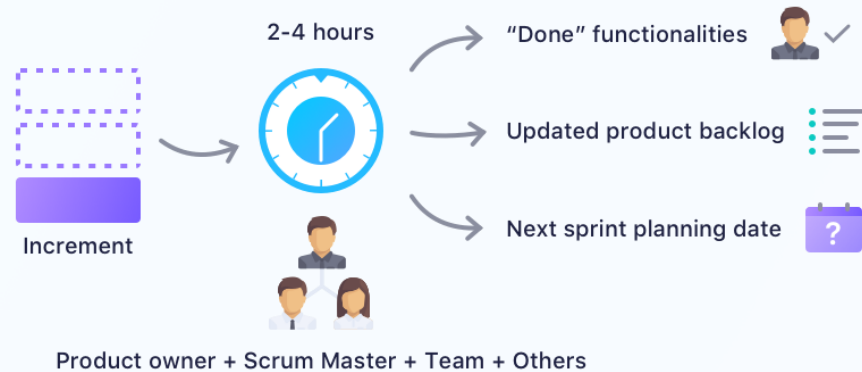 2-4 hours
“Done” functionalities
Updated product backlog
Next sprint planning date
?
Increment
Product owner + Scrum Master + Team + Others